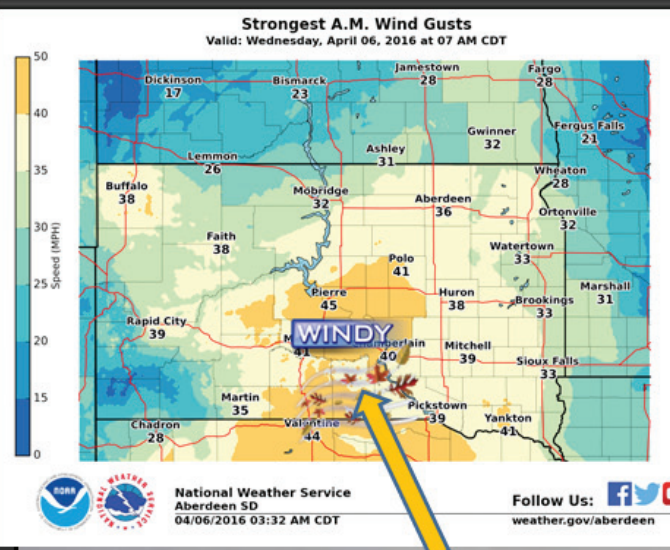 Strongest A.M. Wind Gusts
Valid: Wednesday, April 06, 2016 at 07 AM CDT
50
40
35
30
25
20
15
0
Speed (MPH)
Dickinson
17
Bismarck
23
Jamestown
28
Fargo
28
Gwinner
32
Fergus Falls
21
Ashley
31
Lemmon
26
Wheaton
28
Buffalo
38
Mobridge
32
Aberdeen
36
Ortonville
32
Faith
38
Watertown
33
Polo
41
Pierre
45
Huron
38
Brookings
33
Marshall
31
Rapid City
39
WINDY
41
40
Mitchell
39
Sioux Falls
33
Martin
35
Pickstown
39
Yankton
41
Chadron
28
Valentine
44
NOAA
NATIONAL WEATHER SERVICE
National Weather Service
Aberdeen SD
04/06/2016 03:32 AM CDT
Follow Us:
weather.gov/aberdeen